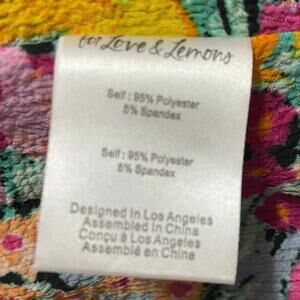 for Love & Lemons
Self : 95% Polyester
5% Spandex
Self : 95% Polyester
5% Spandex
Designed in Los Angeles
Assembled in China
Conçu à Los Angeles
Assemblé en Chine